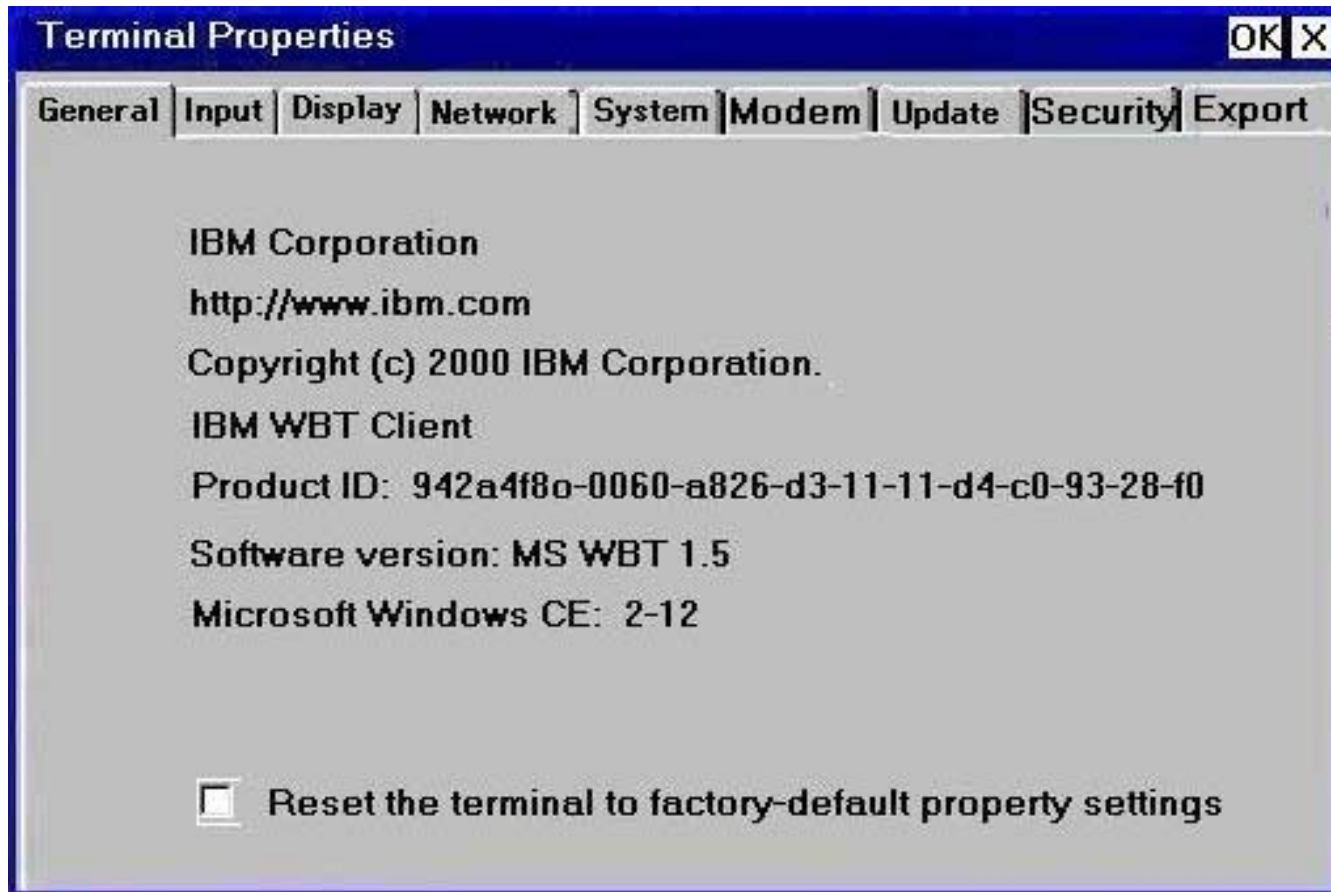 Terminal Properties OK X
General Input Display Network System Modem Update Security Export
IBM Corporation
http://www.ibm.com
Copyright (c) 2000 IBM Corporation.
IBM WBT Client
Product ID: 942a4f8o-0060-a826-d3-11-11-d4-c0-93-28-f0
Software version: MS WBT 1.5
Microsoft Windows CE: 2-12
Reset the terminal to factory-default property settings